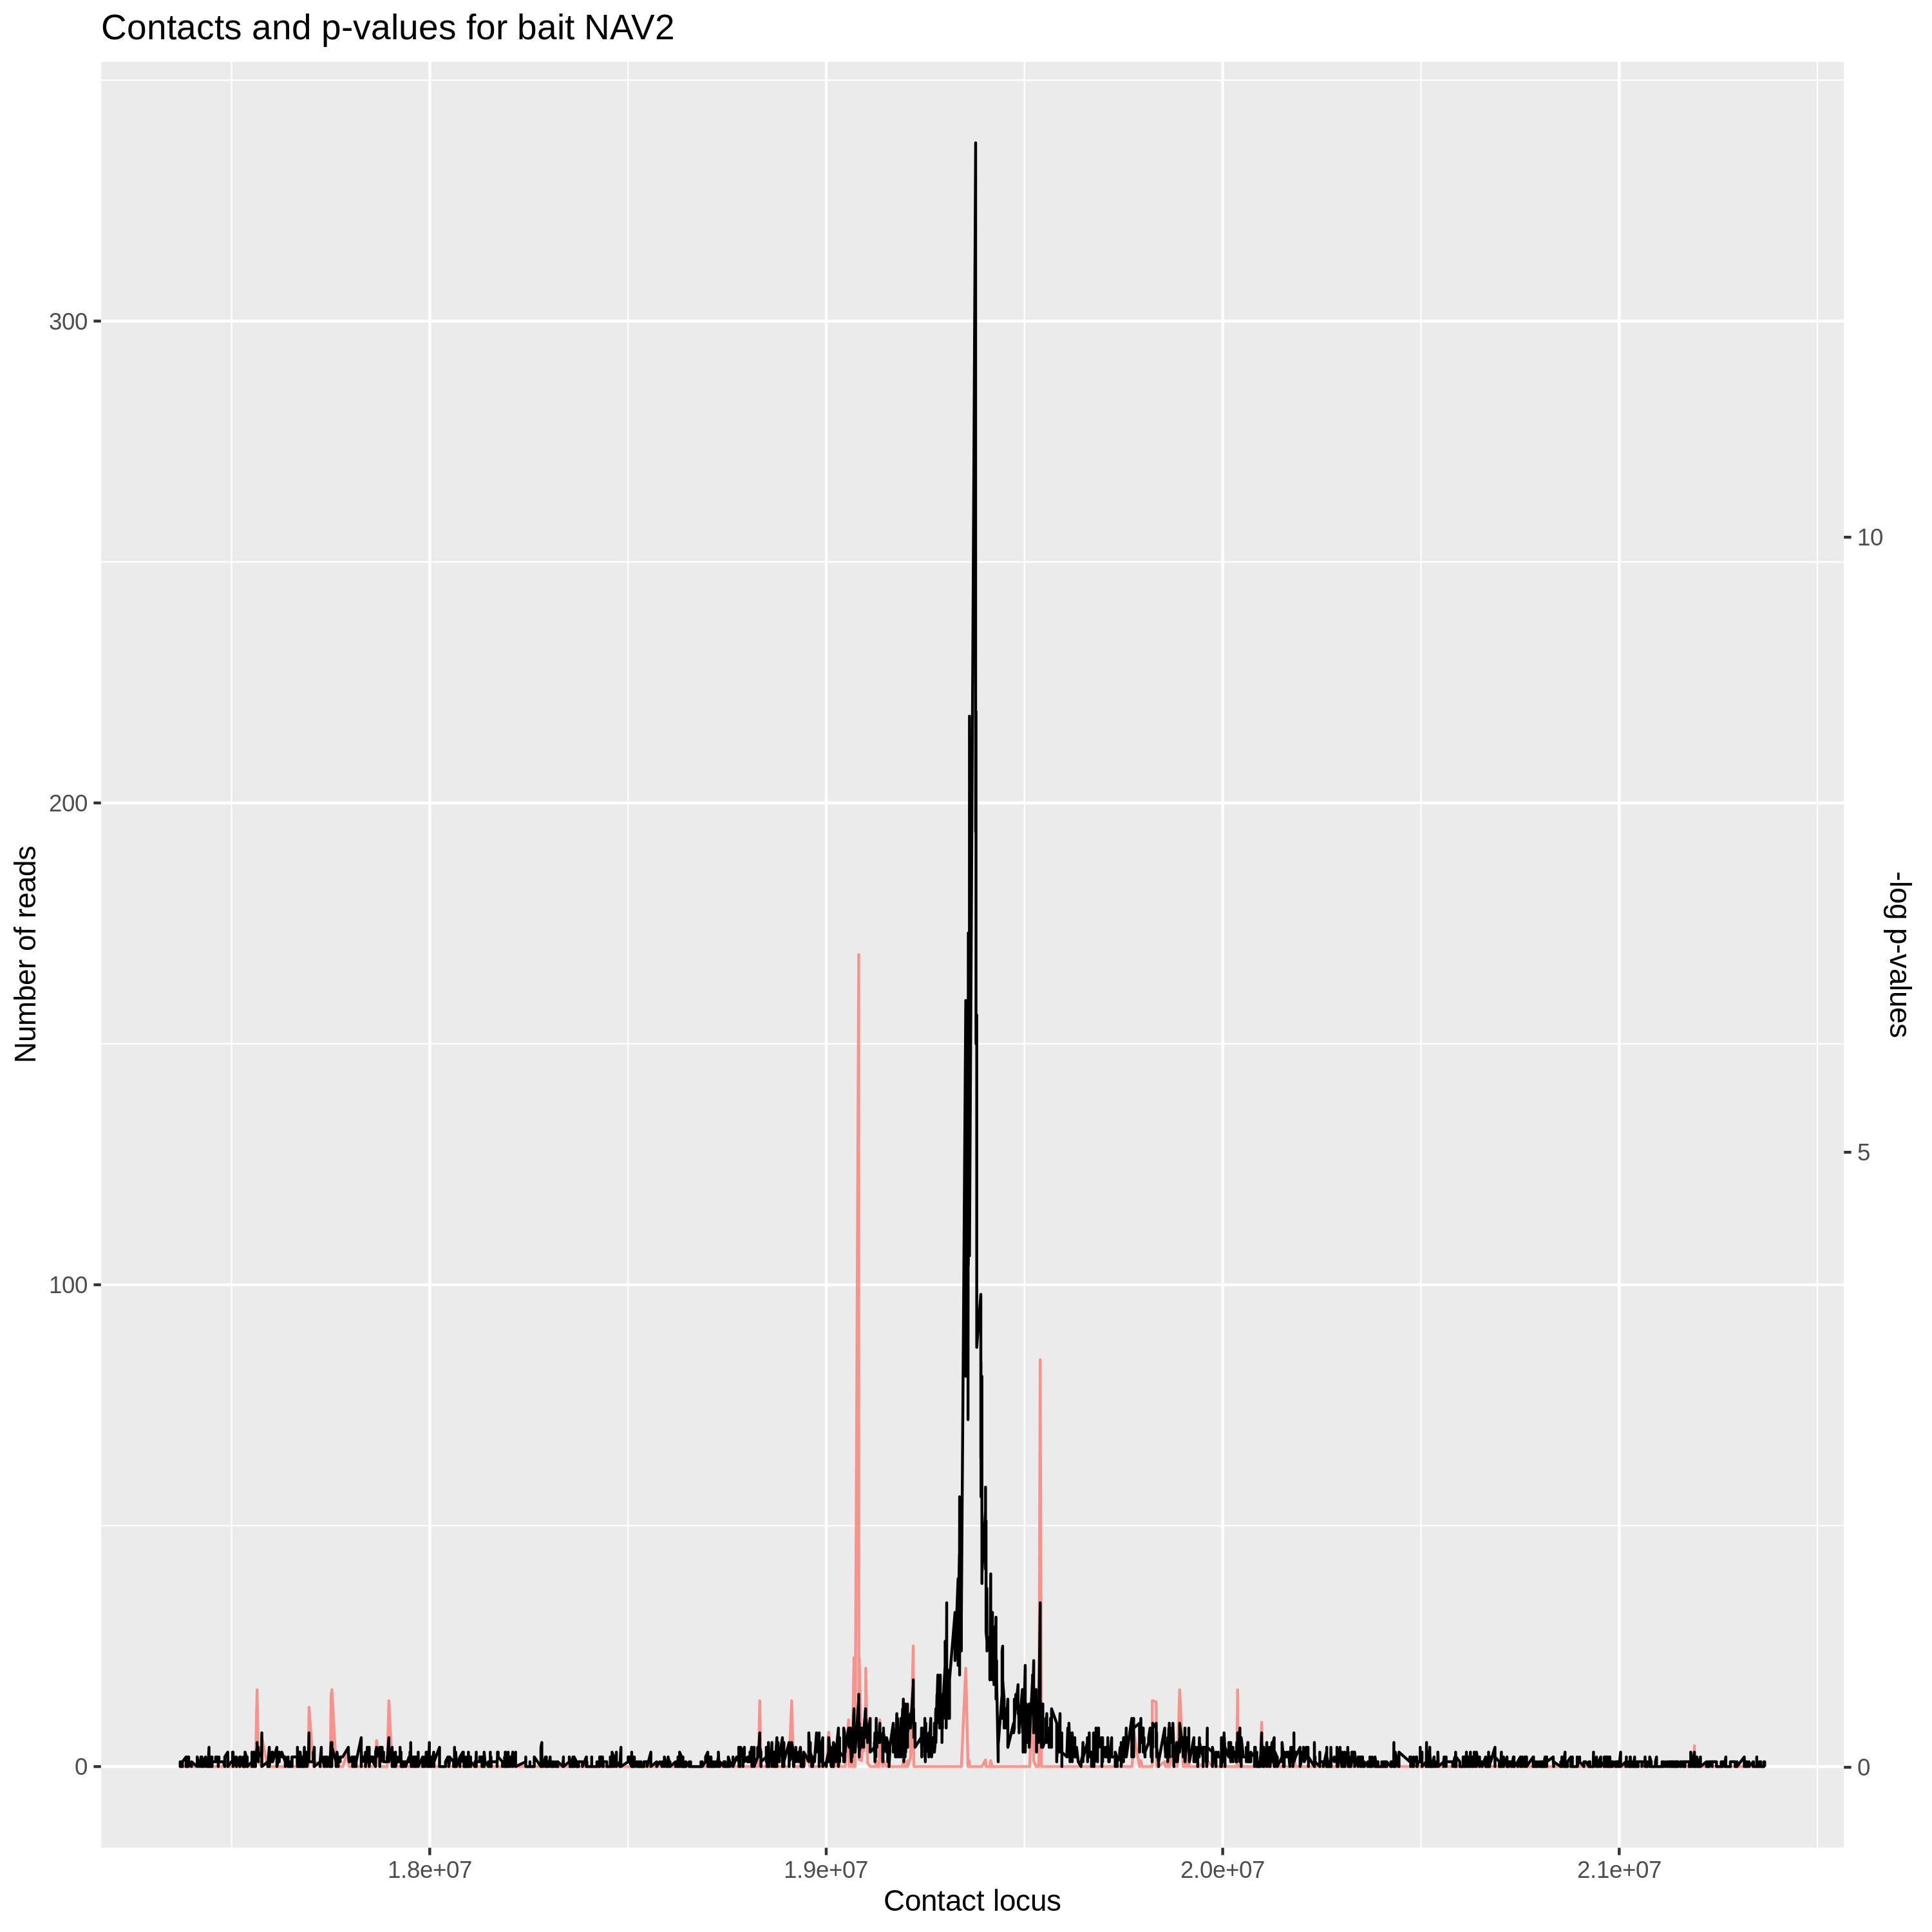 Contacts and p-values for bait NAV2
300
200
100
0
10
5
0
Number of reads
-log p-values
1.8e+07
1.9e+07
2.0e+07
2.1e+07
Contact locus